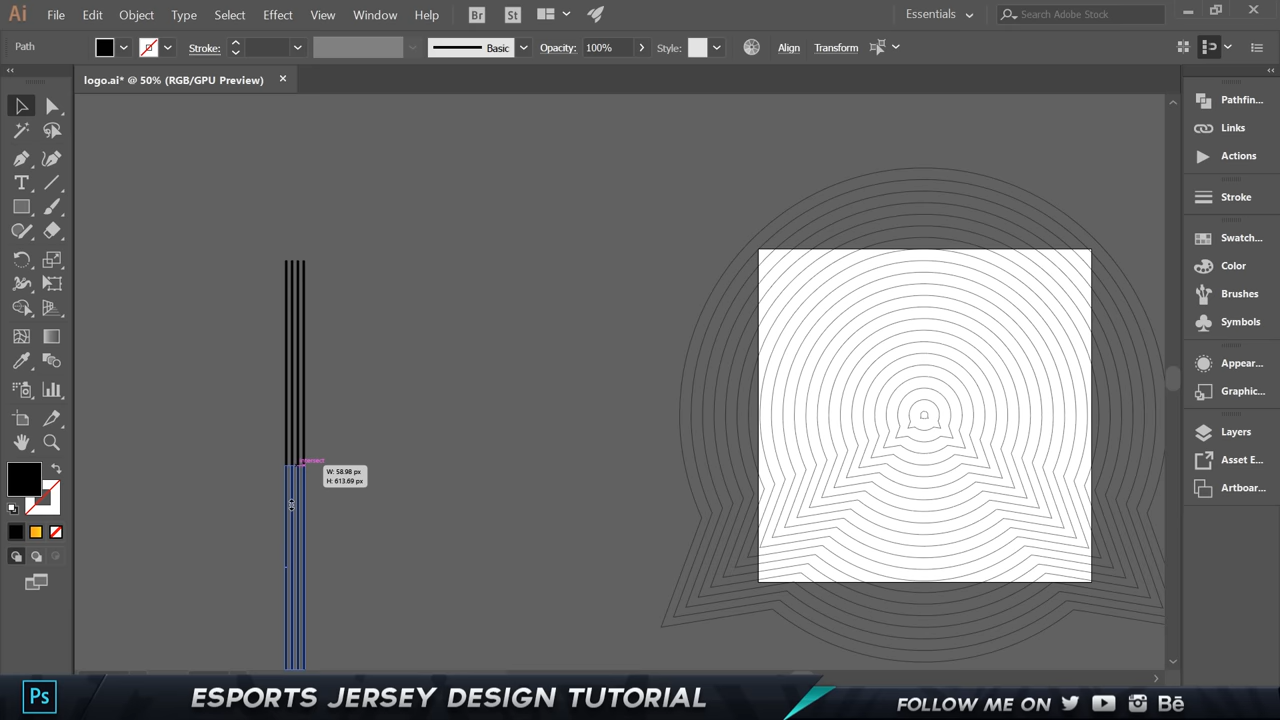 Ai File Edit Object Type Select Effect View Window Help Br St Essentials Search Adobe Stock
Path Stroke: Basic Opacity: 100% Style: Align Transform
logo.ai* @ 50% (RGB/GPU Preview)
Pathfin...
Links
Actions
Stroke
Swatch...
Color
Brushes
Symbols
Appear...
Graphic...
Layers
Asset E...
Artboar...
intersect
W: 58.98 px
H: 613.69 px
Ps ESPORTS JERSEY DESIGN TUTORIAL FOLLOW ME ON Bē